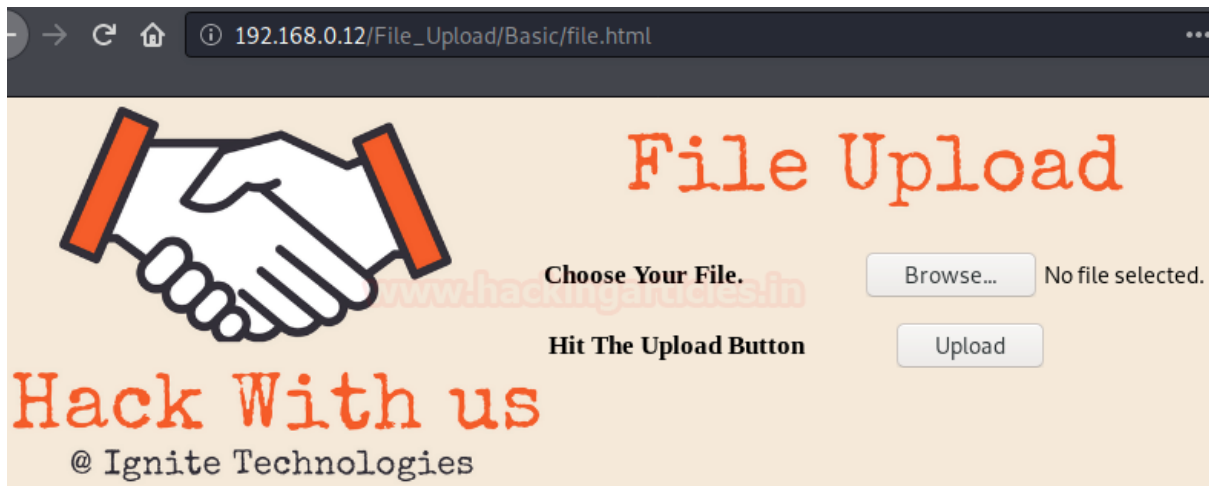 192.168.0.12/File_Upload/Basic/file.html
File Upload
Choose Your File.
Browse...
No file selected.
www.hackingarticles.in
Hit The Upload Button
Upload
Hack With us
@ Ignite Technologies